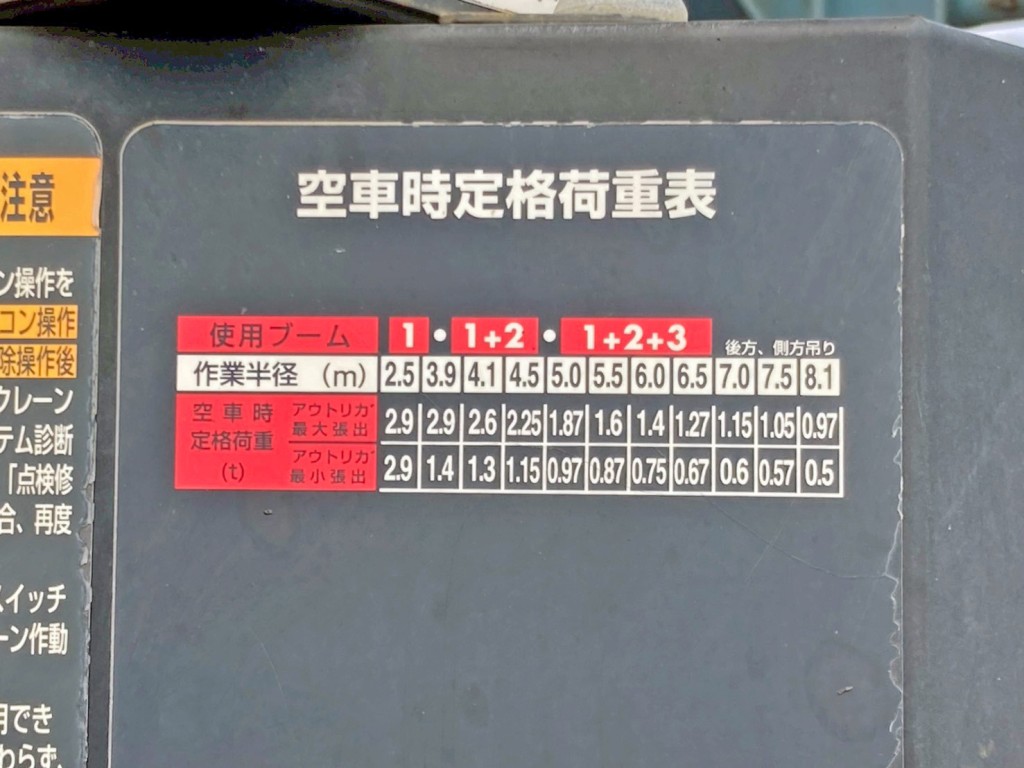 注意
ン操作を
コン操作
除操作後
クレーン
テム診断
「点検修
合、再度
スイッチ
ーン作動
用でき
わらず、
空車時定格荷重表
使用ブーム 1・1+2・1+2+3 後方、側方吊り
作業半径 (m) 2.5 3.9 4.1 4.5 5.0 5.5 6.0 6.5 7.0 7.5 8.1
空車時定格荷重(t)
アウトリガ最大張出 2.9 2.9 2.6 2.25 1.87 1.6 1.4 1.27 1.15 1.05 0.97
アウトリガ最小張出 2.9 1.4 1.3 1.15 0.97 0.87 0.75 0.67 0.6 0.57 0.5